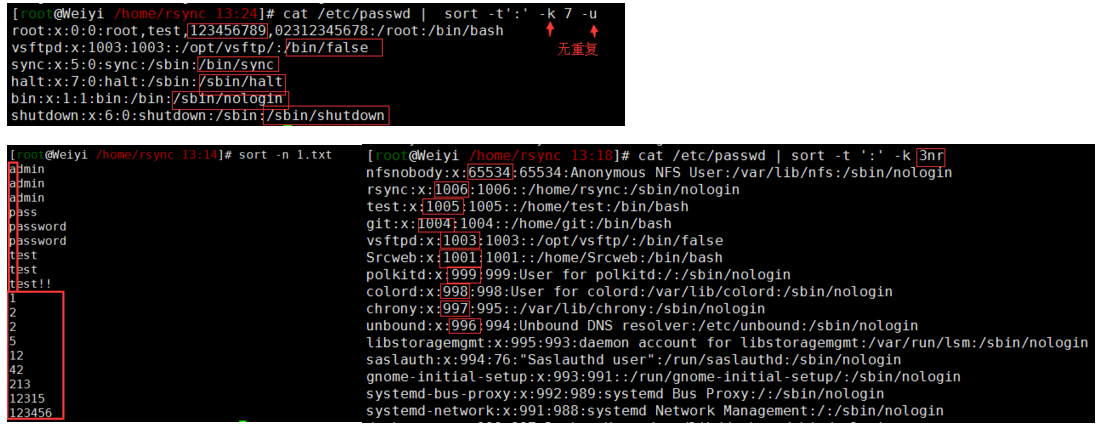 [root@Weiyi /home/rsync 13:24]# cat /etc/passwd |  sort -t':' -k 7 -u
root:x:0:0:root,test,123456789,02312345678:/root:/bin/bash
无重复
vsftpd:x:1003:1003::/opt/vsftp/:/bin/false
sync:x:5:0:sync:/sbin:/bin/sync
halt:x:7:0:halt:/sbin:/sbin/halt
bin:x:1:1:bin:/bin:/sbin/nologin
shutdown:x:6:0:shutdown:/sbin:/sbin/shutdown
[root@Weiyi /home/rsync 13:14]# sort -n 1.txt
admin
admin
admin
pass
password
password
test
test
test!!
1
2
2
5
12
42
213
12315
123456
[root@Weiyi /home/rsync 13:18]# cat /etc/passwd | sort -t ':' -k 3nr
nfsnobody:x:65534:65534:Anonymous NFS User:/var/lib/nfs:/sbin/nologin
rsync:x:1006:1006::/home/rsync:/sbin/nologin
test:x:1005:1005::/home/test:/bin/bash
git:x:1004:1004::/home/git:/bin/bash
vsftpd:x:1003:1003::/opt/vsftp/:/bin/false
Srcweb:x:1001:1001::/home/Srcweb:/bin/bash
polkitd:x:999:999:User for polkitd:/:/sbin/nologin
colord:x:998:998:User for colord:/var/lib/colord:/sbin/nologin
chrony:x:997:995::/var/lib/chrony:/sbin/nologin
unbound:x:996:994:Unbound DNS resolver:/etc/unbound:/sbin/nologin
libstoragemgmt:x:995:993:daemon account for libstoragemgmt:/var/run/lsm:/sbin/nologin
saslauth:x:994:76:"Saslauthd user":/run/saslauthd:/sbin/nologin
gnome-initial-setup:x:993:991::/run/gnome-initial-setup/:/sbin/nologin
systemd-bus-proxy:x:992:989:systemd Bus Proxy:/:/sbin/nologin
systemd-network:x:991:988:systemd Network Management:/:/sbin/nologin